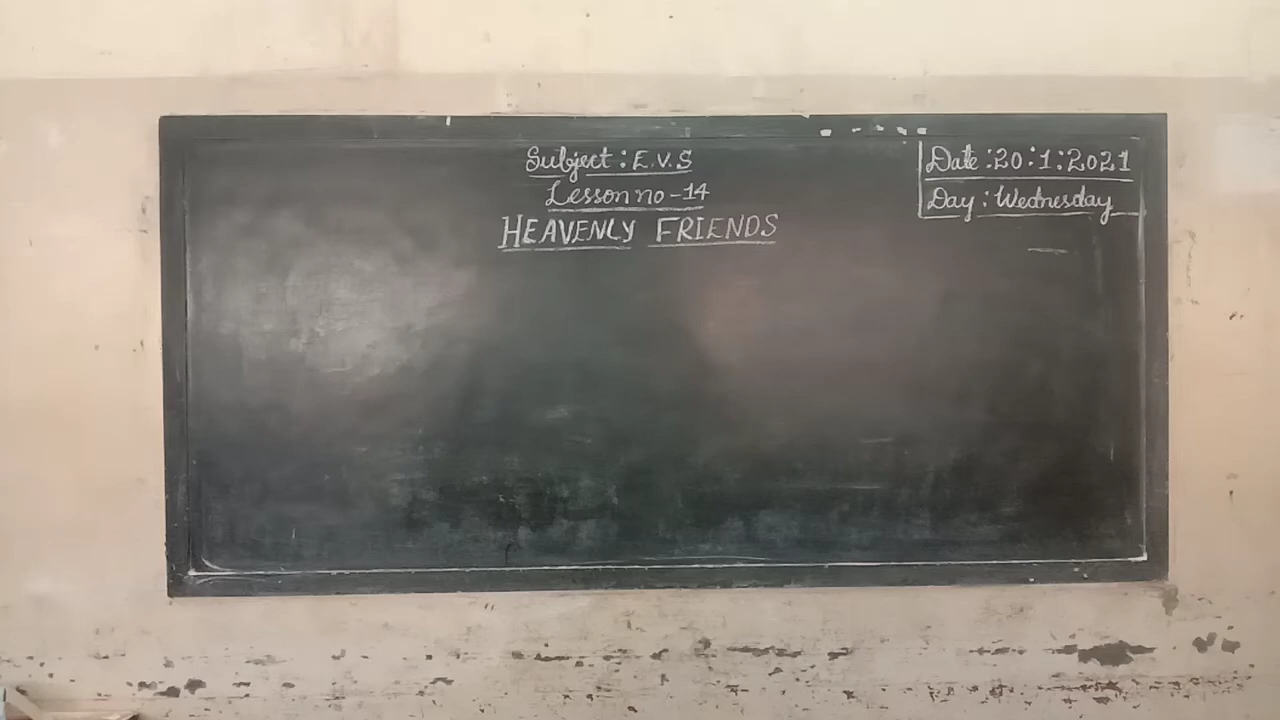 Subject : E.V.S
Lesson no - 14
HEAVENLY FRIENDS
Date : 20 : 1 : 2021
Day : Wednesday